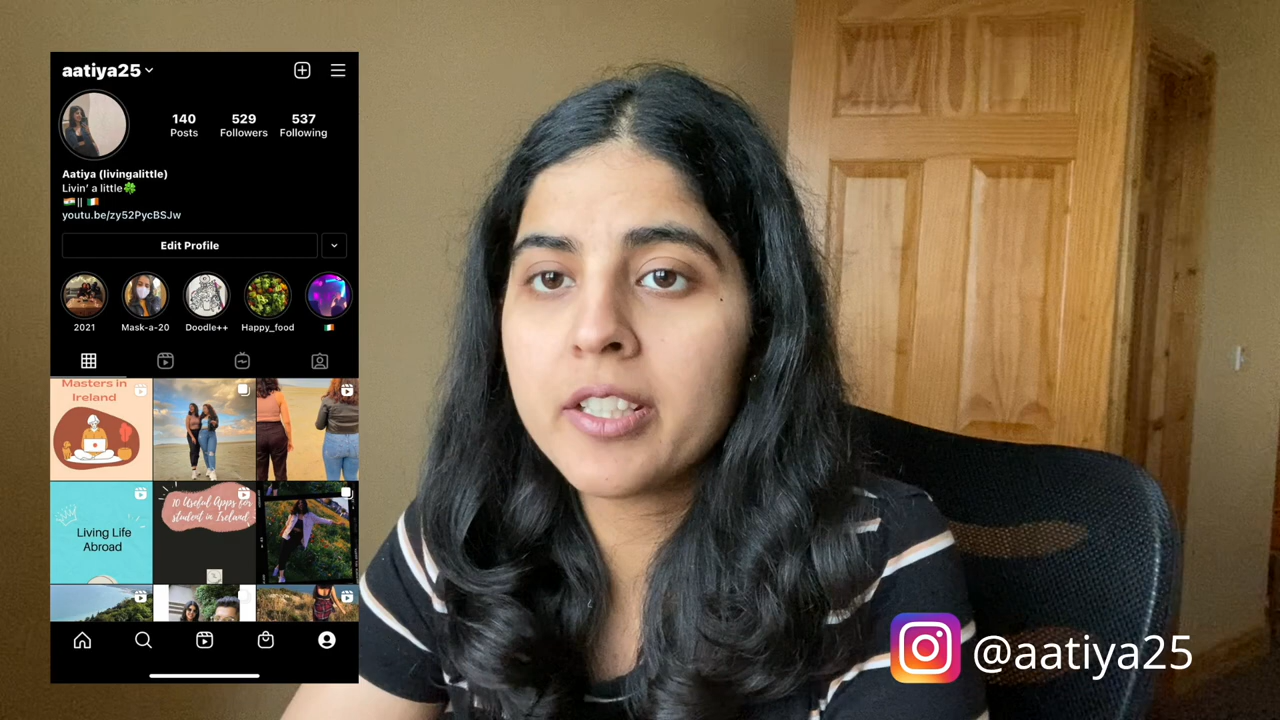 aatiya25
140
529
537
Posts
Followers
Following
Aatiya (livingalittle)
Livin' a little🍀
🇮🇳|| 🇮🇪
youtu.be/zy52PycBSJw
Edit Profile
2021
Mask-a-20
Doodle++
Happy_food
🇮🇪
Masters in
Ireland
Living Life
Abroad
10 Useful Apps for
student in Ireland
@aatiya25